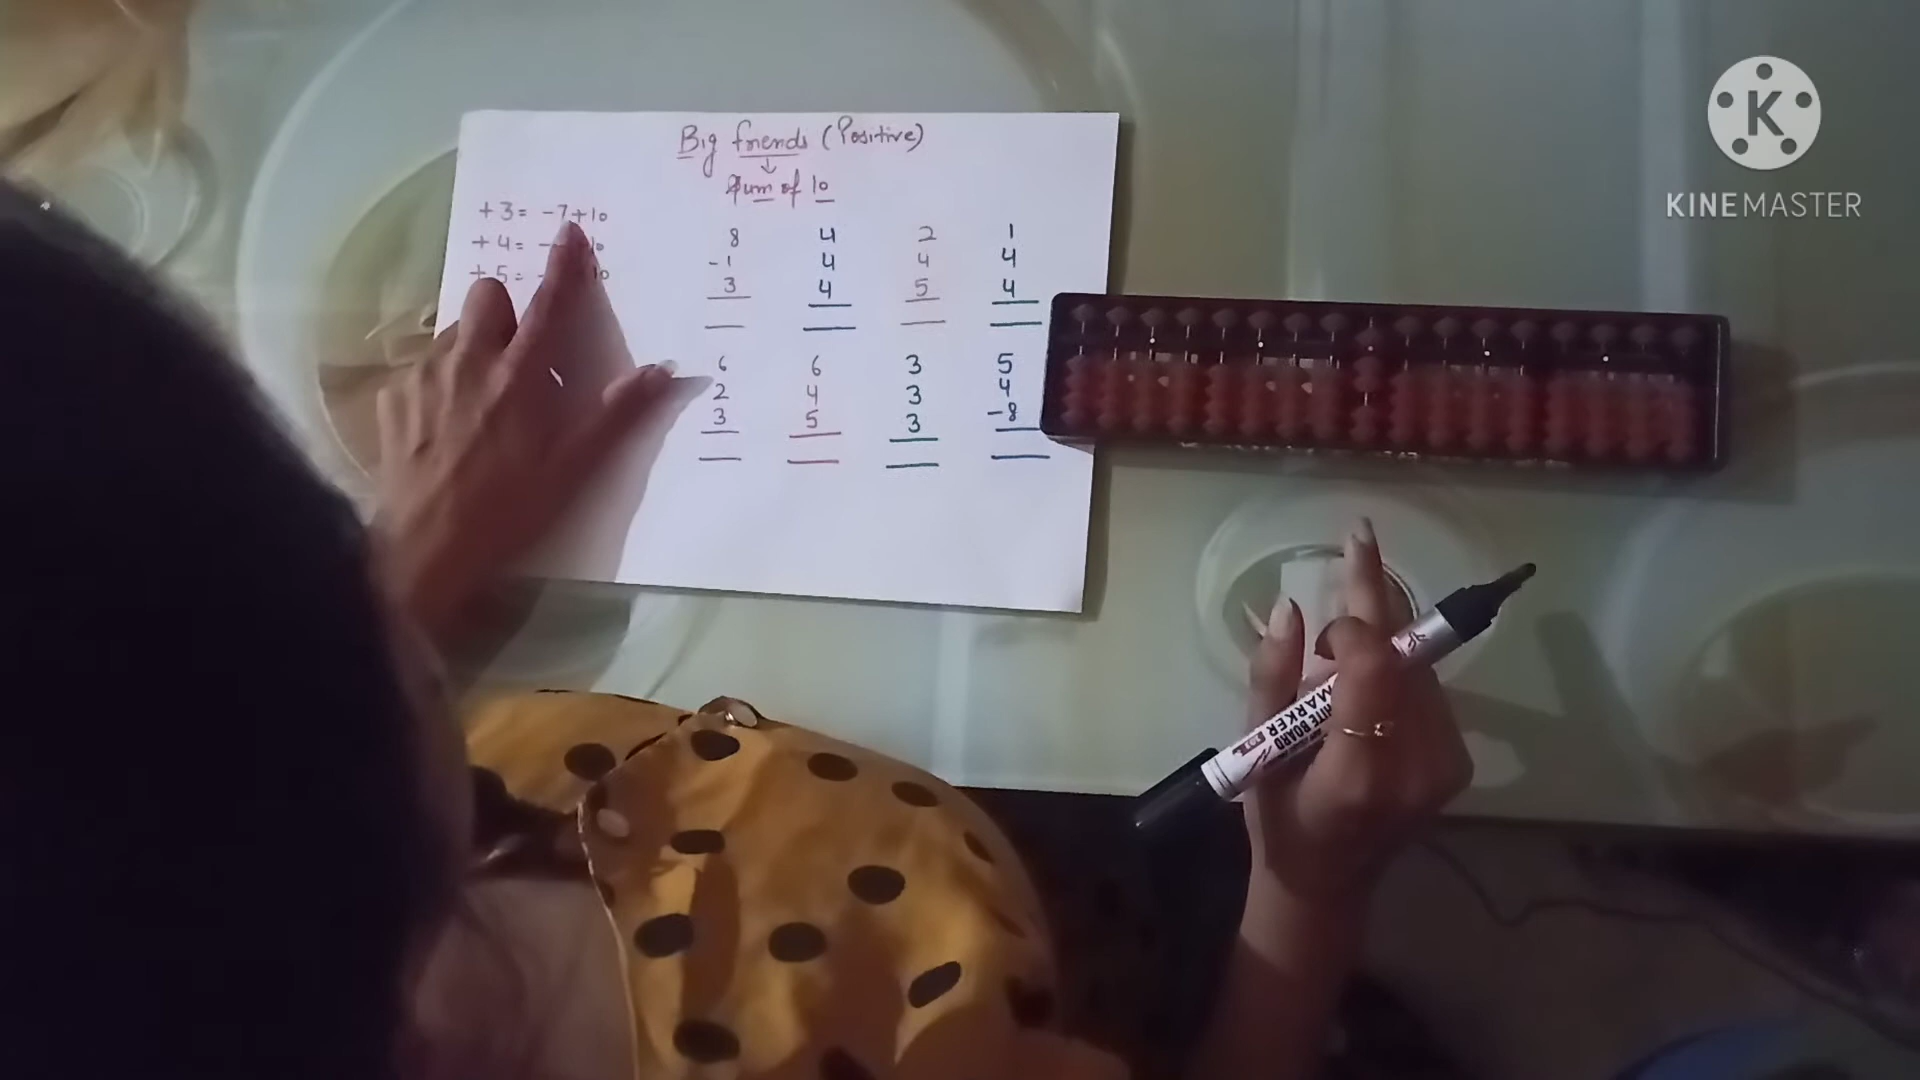 Big friends (Positive)
Sum of 10
+3= -7+10
+4= - 10
+5= - 10
8 4 2 1
-1 4 4 4
3 4 5 4
6 6 3 5
2 4 3 4
3 5 3 -8
K
KINEMASTER
WHITE BOARD
MARKER